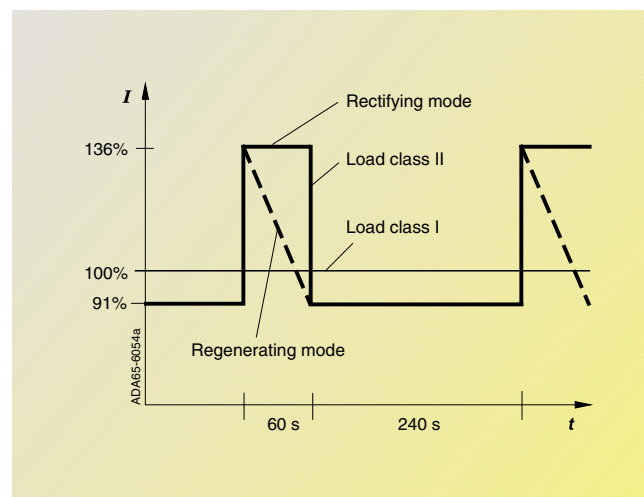 I
Rectifying mode
136%
Load class II
Load class I
100%
91%
Regenerating mode
ADA65-6054a
60 s
240 s
t